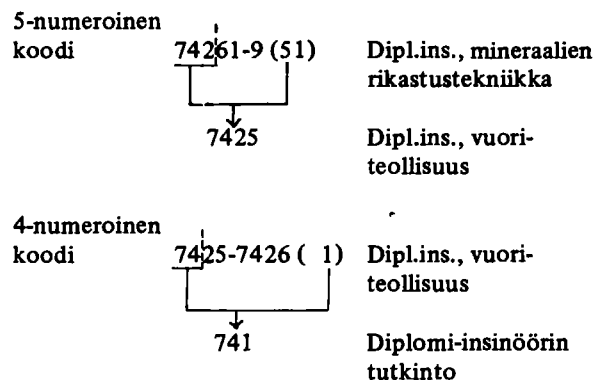 5-numeroinen
koodi 74261-9 (51) Dipl.ins., mineraalien
rikastustekniikka
7425 Dipl.ins., vuori-
teollisuus
4-numeroinen
koodi 7425-7426 ( 1) Dipl.ins., vuori-
teollisuus
741 Diplomi-insinöörin
tutkinto